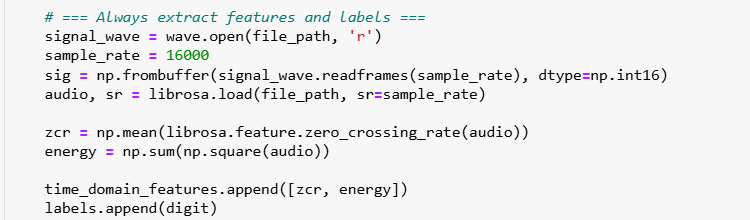 # === Always extract features and labels ===
signal_wave = wave.open(file_path, 'r')
sample_rate = 16000
sig = np.frombuffer(signal_wave.readframes(sample_rate), dtype=np.int16)
audio, sr = librosa.load(file_path, sr=sample_rate)
zcr = np.mean(librosa.feature.zero_crossing_rate(audio))
energy = np.sum(np.square(audio))
time_domain_features.append([zcr, energy])
labels.append(digit)